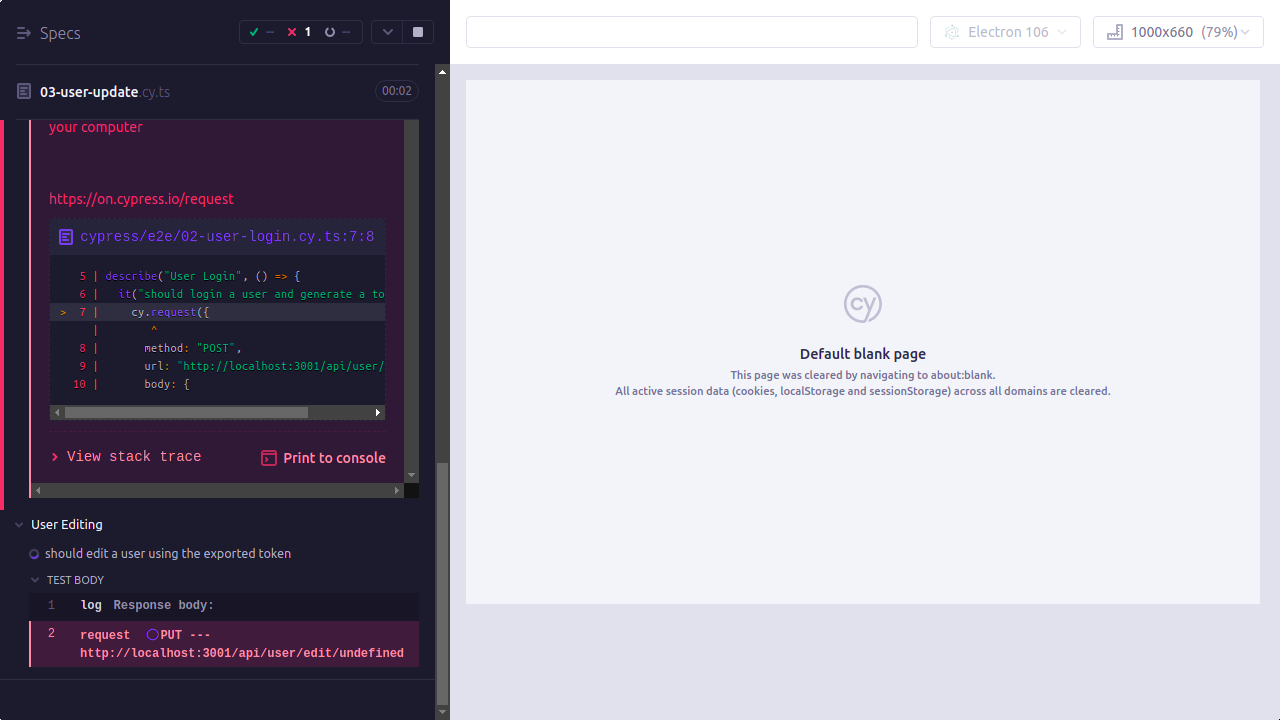 Specs
-- 1 --
Electron 106
1000x660 (79%)
03-user-update.cy.ts 00:02
your computer
https://on.cypress.io/request
cypress/e2e/02-user-login.cy.ts:7:8
5 | describe("User Login", () => {
6 | it("should login a user and generate a to
> 7 | cy.request({
| ^
8 | method: "POST",
9 | url: "http://localhost:3001/api/user/
10 | body: {
View stack trace
Print to console
User Editing
should edit a user using the exported token
TEST BODY
1 log Response body:
2 request PUT ---
http://localhost:3001/api/user/edit/undefined
cy
Default blank page
This page was cleared by navigating to about:blank.
All active session data (cookies, localStorage and sessionStorage) across all domains are cleared.